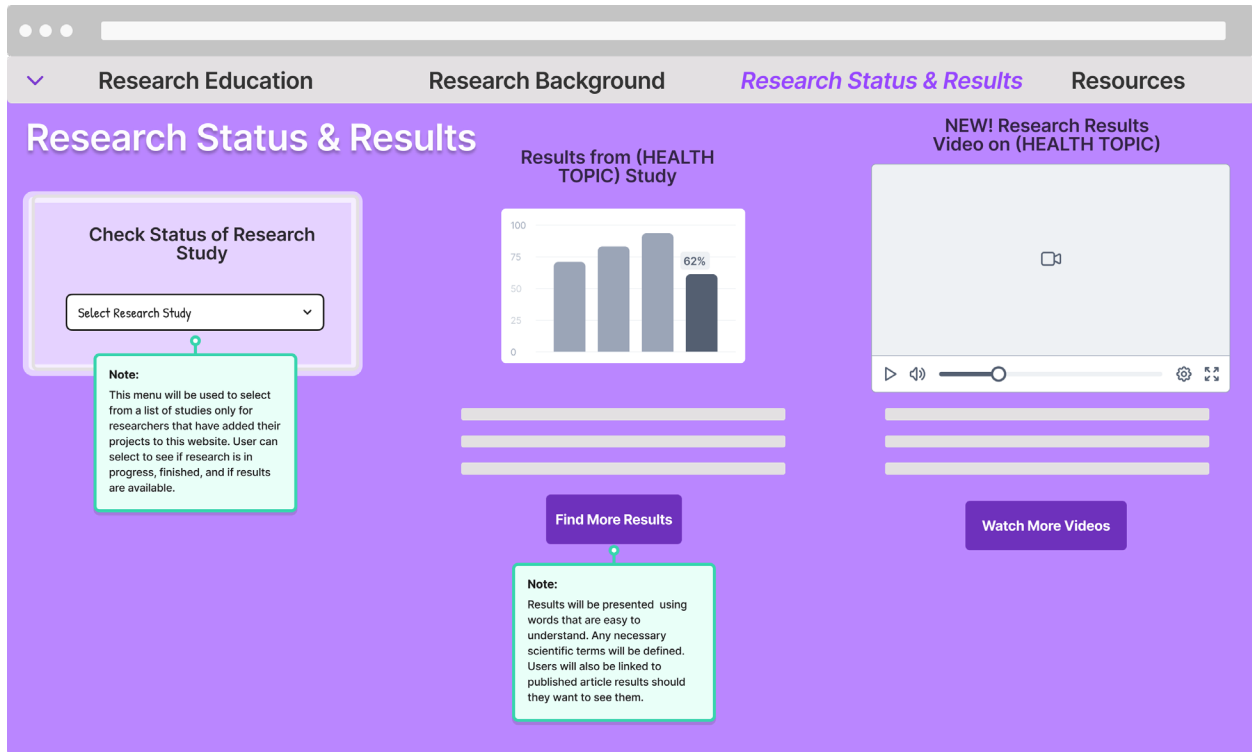 Research Education
Research Background
Research Status & Results
Resources
Research Status & Results
Check Status of Research
Study
Select Research Study
Note:
This menu will be used to select
from a list of studies only for
researchers that have added their
projects to this website. User can
select to see if research is in
progress, finished, and if results
are available.
Results from (HEALTH
TOPIC) Study
100
75
50
25
0
62%
Find More Results
Note:
Results will be presented  using
words that are easy to
understand. Any necessary
scientific terms will be defined.
Users will also be linked to
published article results should
they want to see them.
NEW! Research Results
Video on (HEALTH TOPIC)
Watch More Videos